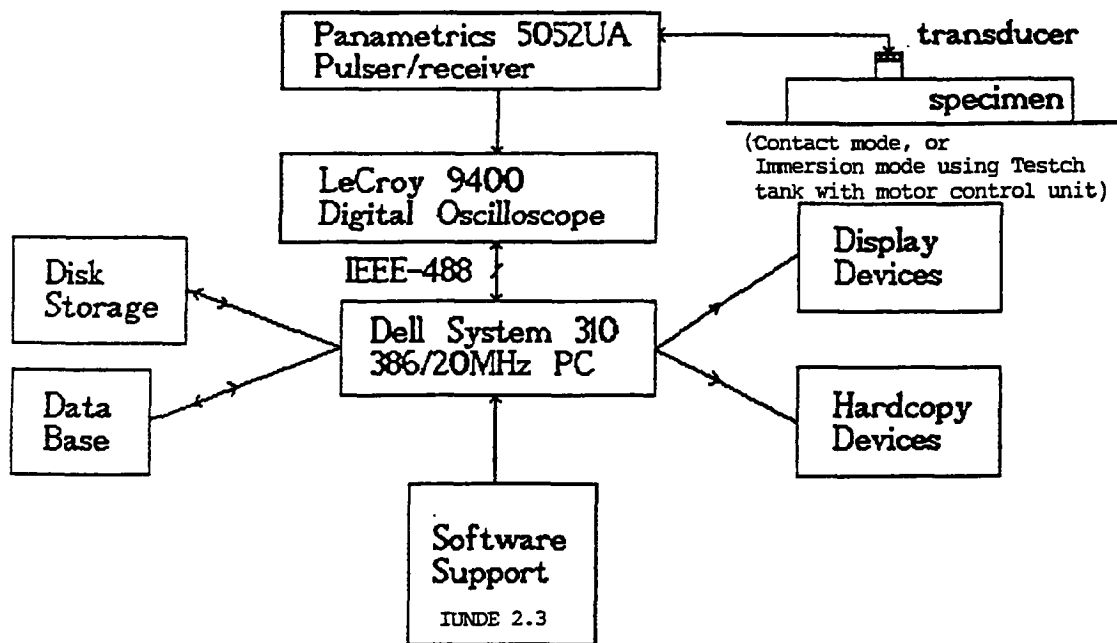 Panametrics 5052UA
Pulser/receiver
transducer
specimen
(Contact mode, or
Immersion mode using Testch
tank with motor control unit)
LeCroy 9400
Digital Oscilloscope
IEEE-488
Disk
Storage
Display
Devices
Dell System 310
386/20MHz PC
Data
Base
Hardcopy
Devices
Software
Support
IUNDE 2.3